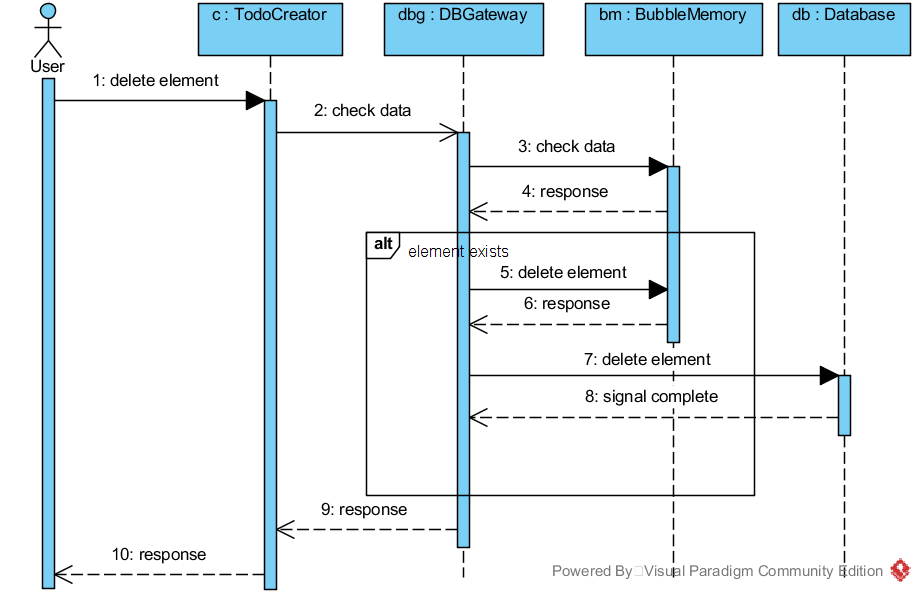 c : TodoCreator
dbg : DBGateway
bm : BubbleMemory
db : Database
User
1: delete element
2: check data
3: check data
4: response
alt
element exists
5: delete element
6: response
7: delete element
8: signal complete
9: response
10: response
Powered By Visual Paradigm Community Edition